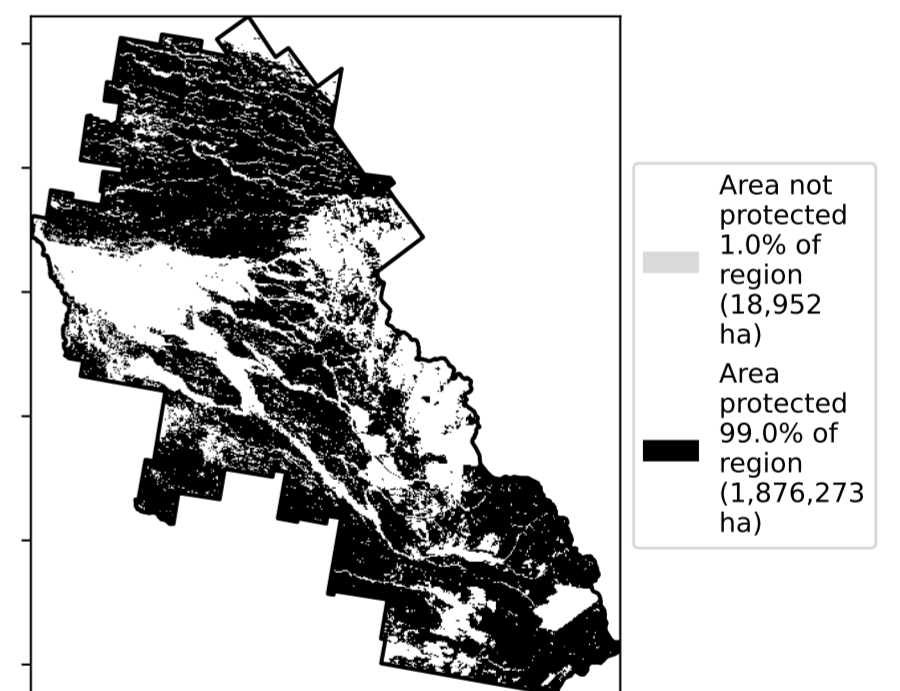 Area not
protected
1.0% of
region
(18,952
ha)
Area
protected
99.0% of
region
(1,876,273
ha)